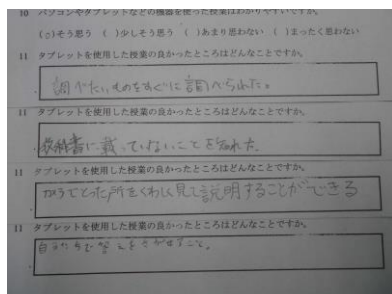 10 パソコンやタブレットなどの機器を使った授業はわかりやすいですか。
(○)そう思う ( )少しそう思う ( )あまり思わない ( )まったく思わない
11 タブレットを使用した授業の良かったところはどんなことですか。
調べたいものをすぐに調べられた。
11 タブレットを使用した授業の良かったところはどんなことですか。
教科書に載っていないことを知れた。
11 タブレットを使用した授業の良かったところはどんなことですか。
カメラでとった所をくわしく見て説明することができる
11 タブレットを使用した授業の良かったところはどんなことですか。
自分たちで答えをさがせること。